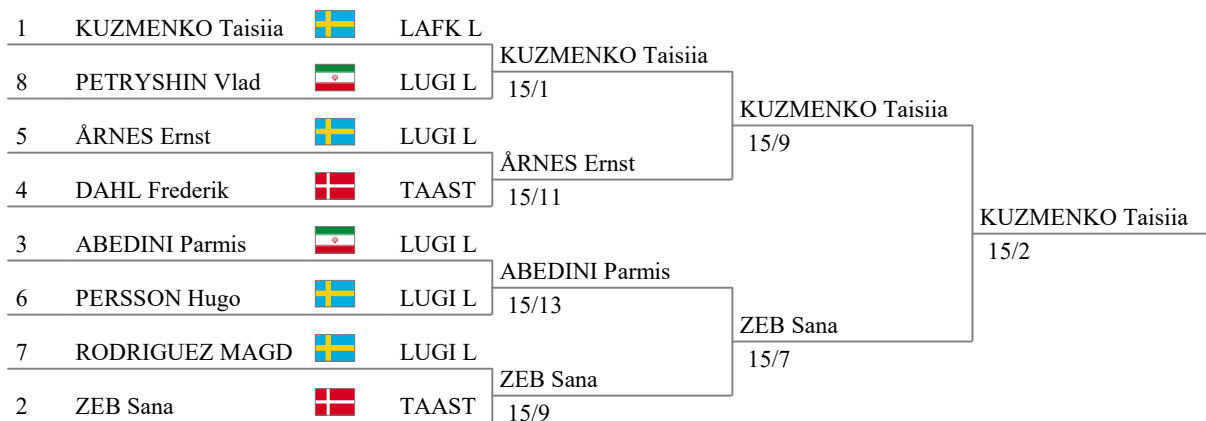 1 KUZMENKO Taisiia LAFK L
KUZMENKO Taisiia
8 PETRYSHIN Vlad LUGI L
15/1
KUZMENKO Taisiia
5 ÅRNES Ernst LUGI L
15/9
ÅRNES Ernst
4 DAHL Frederik TAAST
15/11
KUZMENKO Taisiia
3 ABEDINI Parmis LUGI L
15/2
ABEDINI Parmis
6 PERSSON Hugo LUGI L
15/13
ZEB Sana
7 RODRIGUEZ MAGD LUGI L
15/7
ZEB Sana
2 ZEB Sana TAAST
15/9